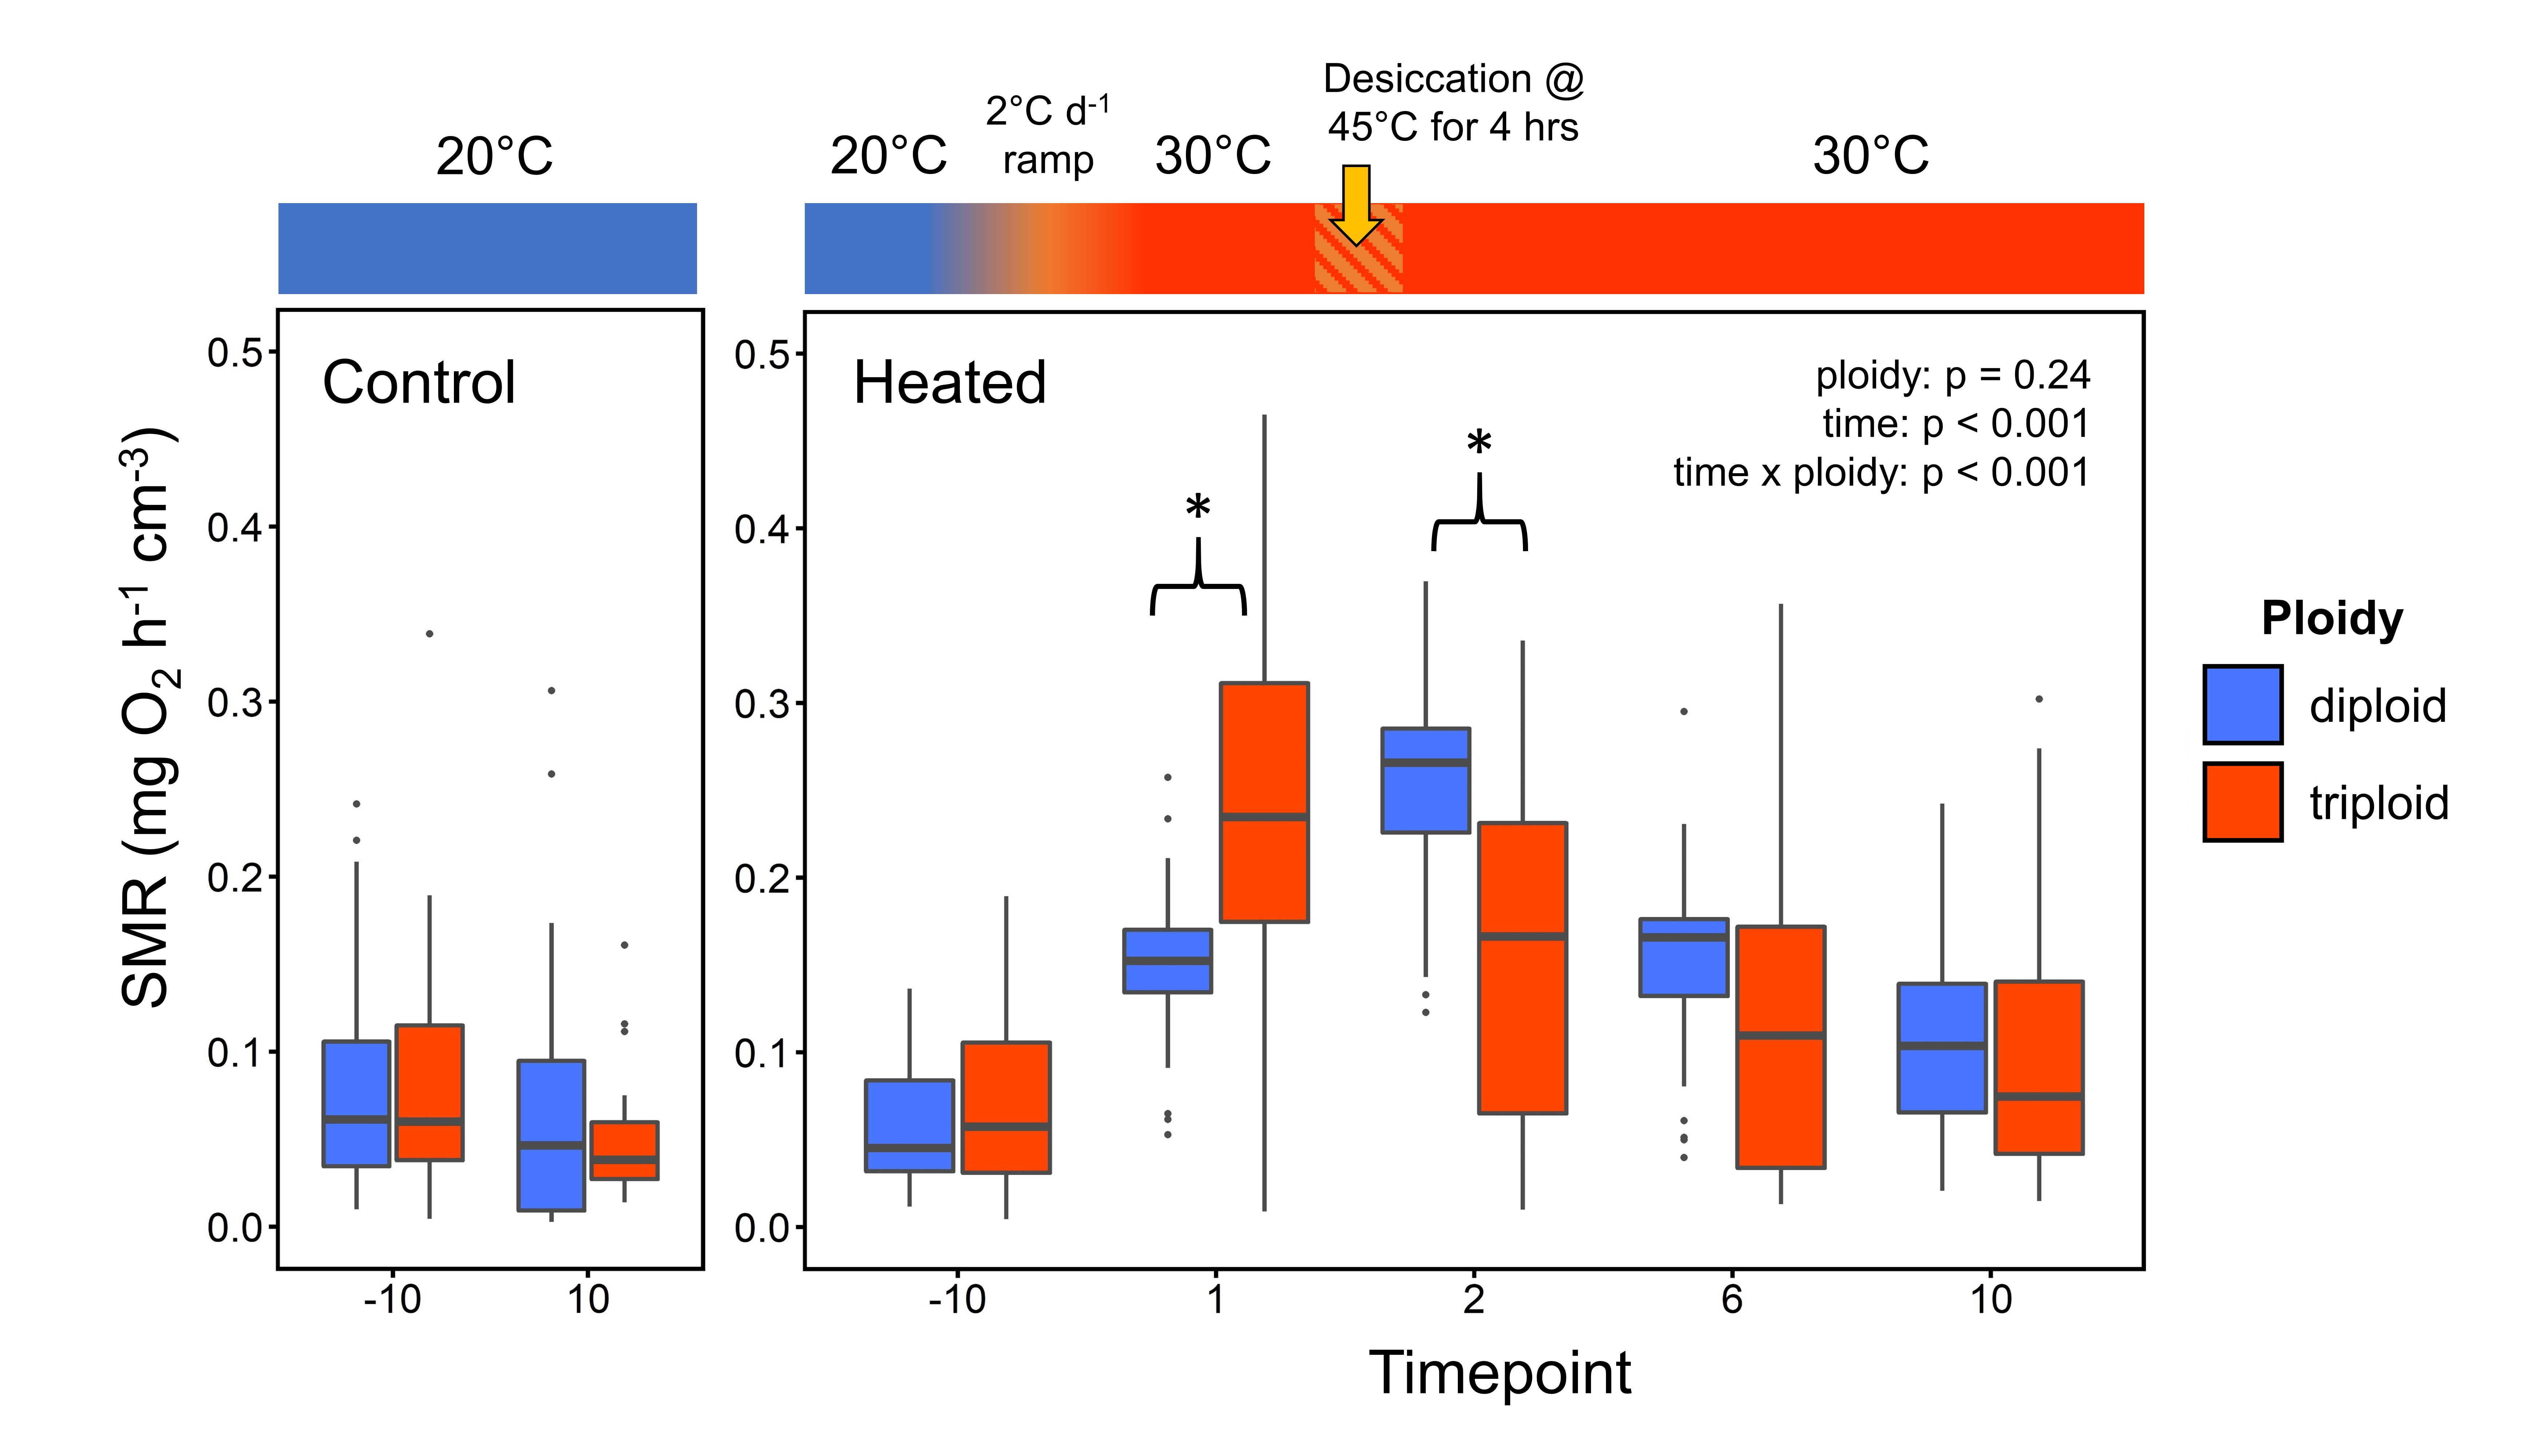 Desiccation @
45°C for 4 hrs
2°C d-1
ramp
20°C
20°C
30°C
30°C
Control
Heated
ploidy: p = 0.24
time: p < 0.001
time x ploidy: p < 0.001
*
*
SMR (mg O2 h-1 cm-3)
0.5
0.4
0.3
0.2
0.1
0.0
0.5
0.4
0.3
0.2
0.1
0.0
-10
10
-10
1
2
6
10
Timepoint
Ploidy
diploid
triploid